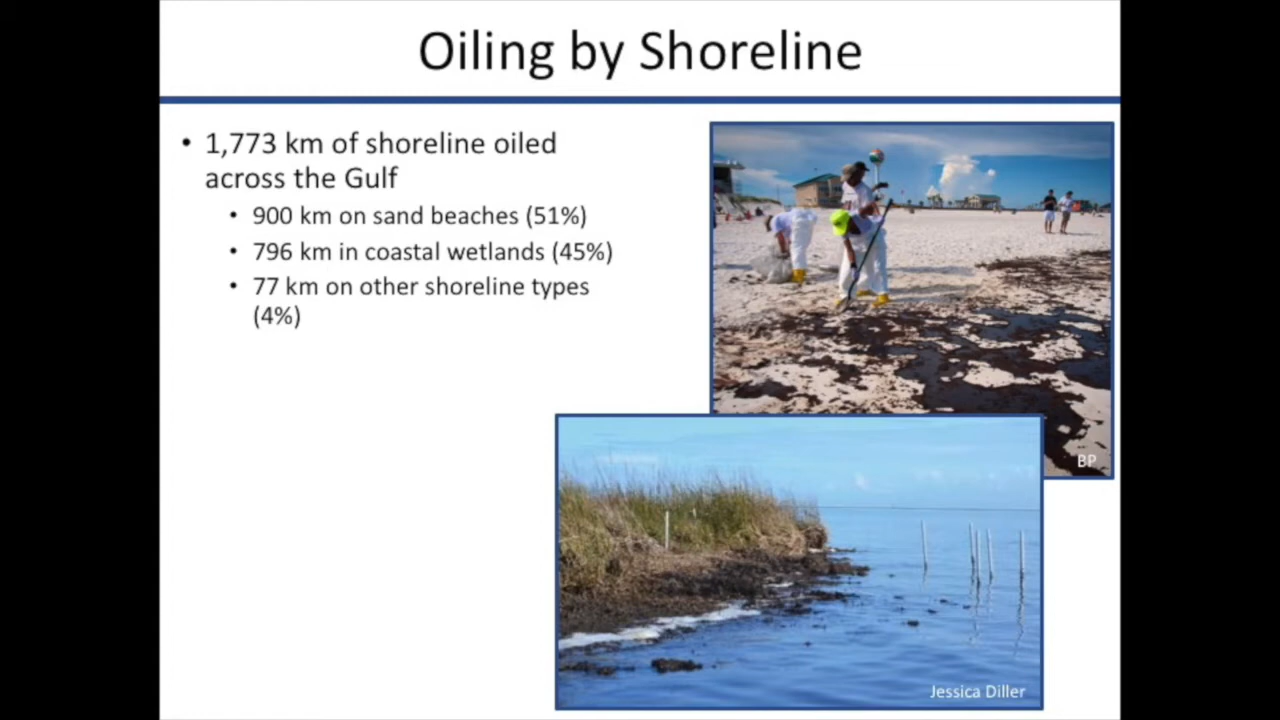 Oiling by Shoreline
• 1,773 km of shoreline oiled
across the Gulf
• 900 km on sand beaches (51%)
• 796 km in coastal wetlands (45%)
• 77 km on other shoreline types
(4%)
BP
Jessica Diller